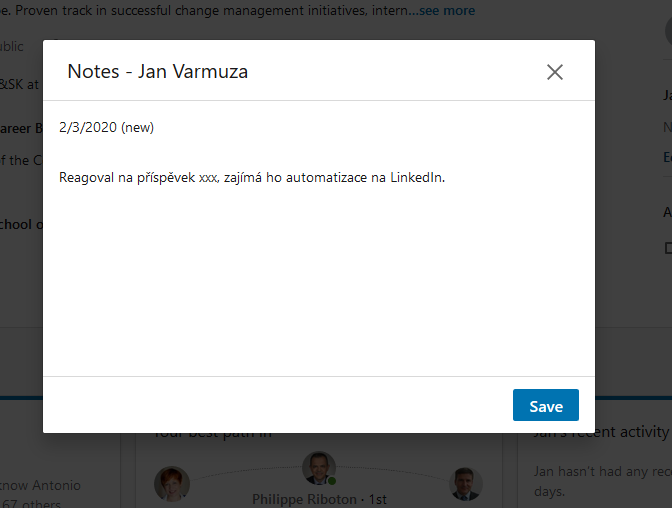 e. Proven track in successful change management initiatives, intern...see more
ublic
Notes - Jan Varmuza
&SK at
2/3/2020 (new)
areer B
of the C
Reagoval na příspěvek xxx, zajímá ho automatizace na LinkedIn.
chool o
Save
Your best path in
Jan's recent activity
know Antonio
67 others
Philippe Riboton · 1st
Jan hasn't had any rec
days.